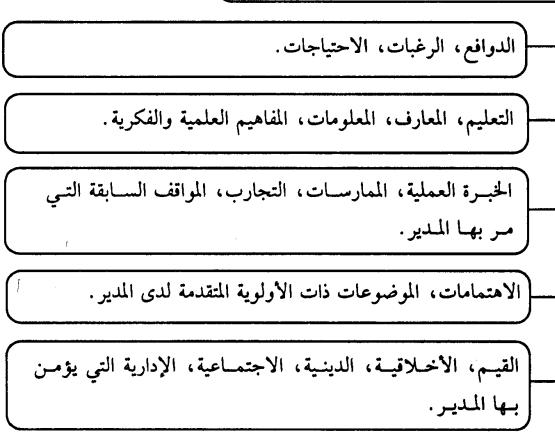 الدوافع، الرغبات، الاحتياجات.
التعليم، المعارف، المعلومات، المفاهيم العلمية والفكرية.
الخبرة العملية، الممارسات، التجارب، المواقف السابقة التي
مر بها المدير.
الاهتمامات، الموضوعات ذات الأولوية المتقدمة لدى المدير.
القيم، الأخلاقية، الدينية، الاجتماعية، الإدارية التي يؤمن
بها المدير.